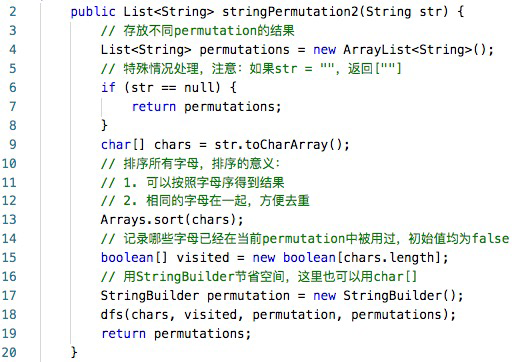 2 public List<String> stringPermutation2(String str) {
3 // 存放不同permutation的结果
4 List<String> permutations = new ArrayList<String>();
5 // 特殊情况处理，注意：如果str = "", 返回[""]
6 if (str == null) {
7 return permutations;
8 }
9 char[] chars = str.toCharArray();
10 // 排序所有字母，排序的意义：
11 // 1. 可以按照字母序得到结果
12 // 2. 相同的字母在一起，方便去重
13 Arrays.sort(chars);
14 // 记录哪些字母已经在当前permutation中被用过，初始值均为false
15 boolean[] visited = new boolean[chars.length];
16 // 用StringBuilder节省空间，这里也可以用char[]
17 StringBuilder permutation = new StringBuilder();
18 dfs(chars, visited, permutation, permutations);
19 return permutations;
20 }